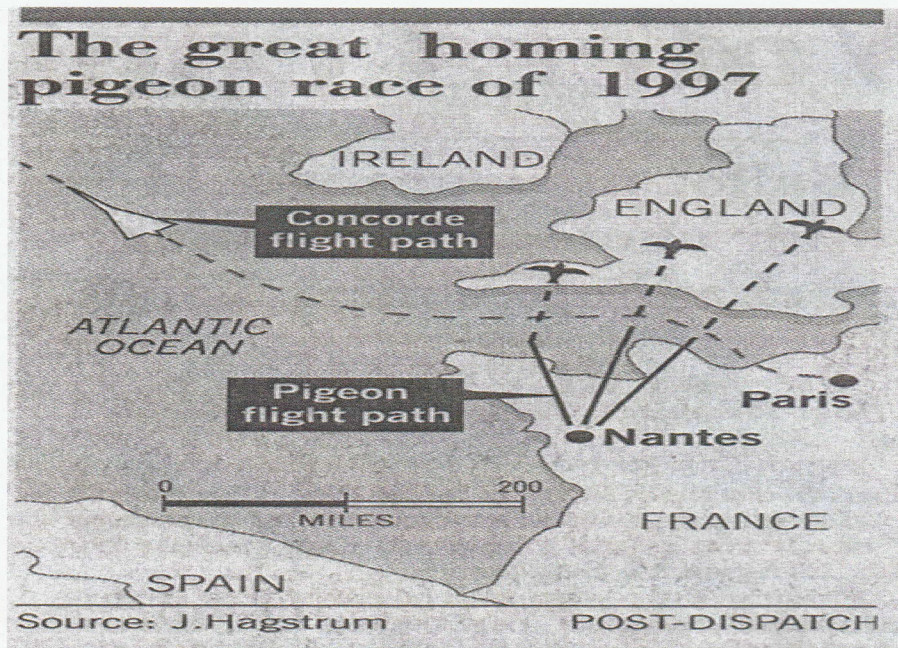 The great homing
pigeon race of 1997
IRELAND
ENGLAND
Concorde
flight path
ATLANTIC
OCEAN
Pigeon
flight path
Paris
Nantes
0 200
MILES
FRANCE
SPAIN
Source: J.Hagstrum POST-DISPATCH